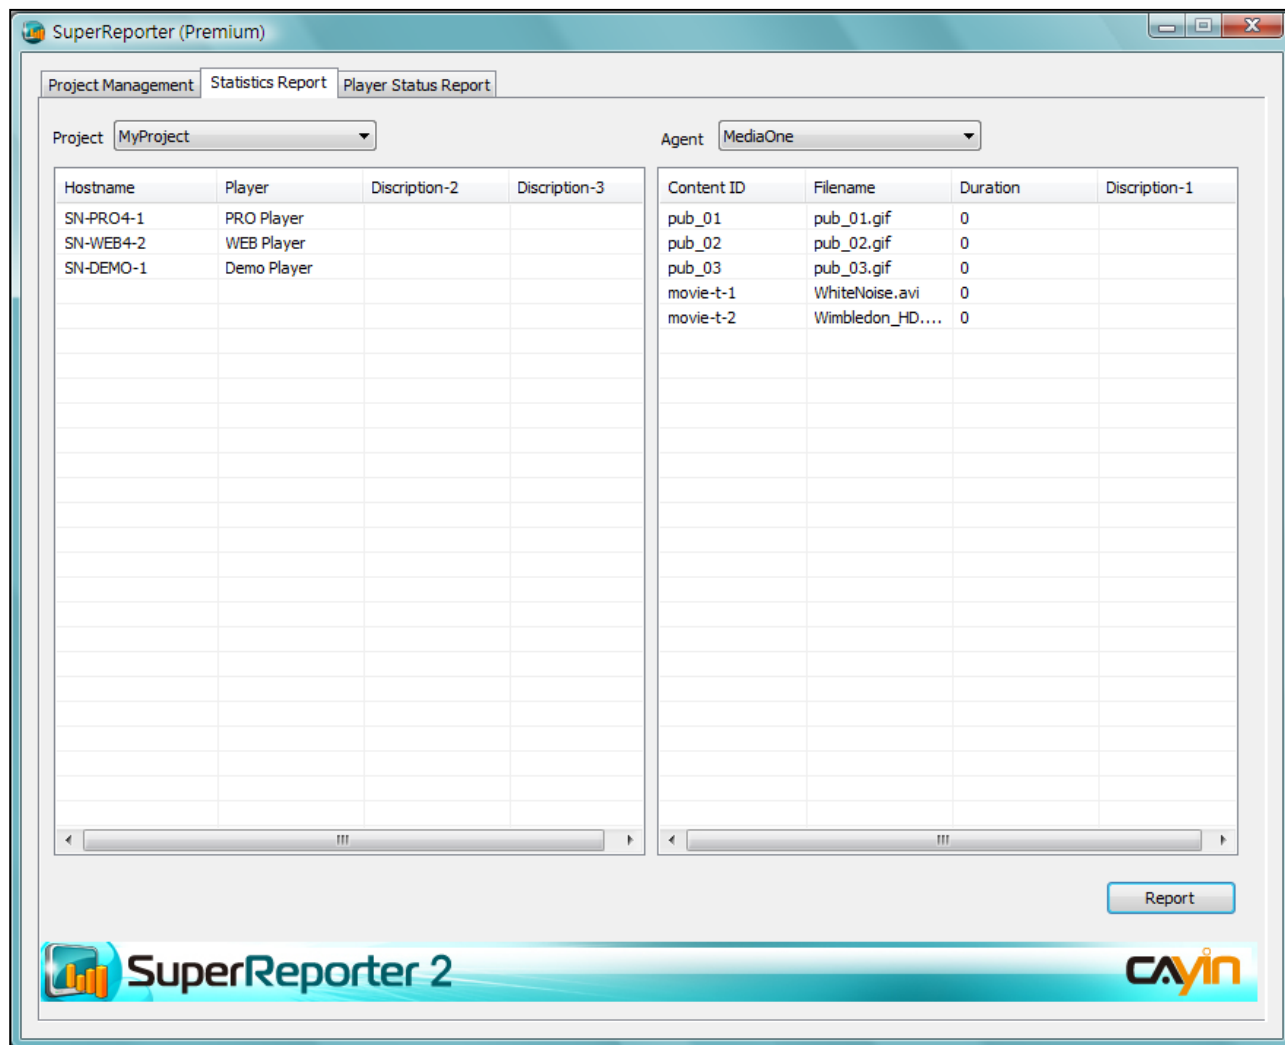 SuperReporter (Premium)
Project Management Statistics Report Player Status Report
Project MyProject Agent MediaOne
Hostname Player Discription-2 Discription-3 Content ID Filename Duration Discription-1
SN-PRO4-1 PRO Player pub_01 pub_01.gif 0
SN-WEB4-2 WEB Player pub_02 pub_02.gif 0
SN-DEMO-1 Demo Player pub_03 pub_03.gif 0
movie-t-1 WhiteNoise.avi 0
movie-t-2 Wimbledon_HD.... 0
Report
SuperReporter 2 CAYIN